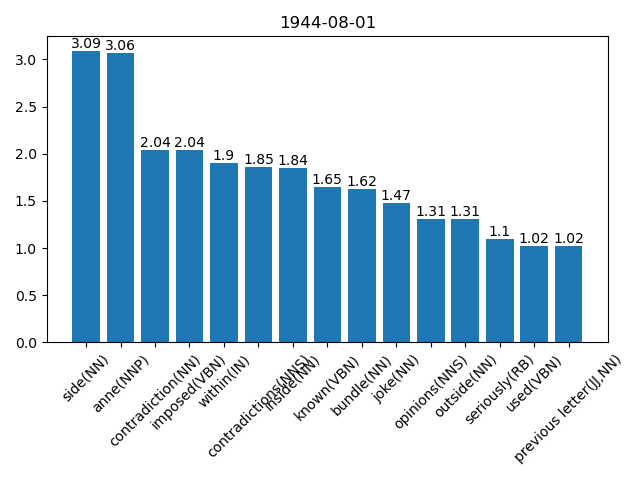 1944-08-01
3.09
3.06
2.04
2.04
1.9
1.85
1.84
1.65
1.62
1.47
1.31
1.31
1.1
1.02
1.02
3.0
2.5
2.0
1.5
1.0
0.5
0.0
side(NN)
anne(NNP)
contradiction(NN)
imposed(VBN)
within(IN)
contradictions(NNS)
inside(NN)
known(VBN)
bundle(NN)
joke(NN)
opinions(NNS)
outside(NN)
seriously(RB)
used(VBN)
previous letter(JJ,NN)